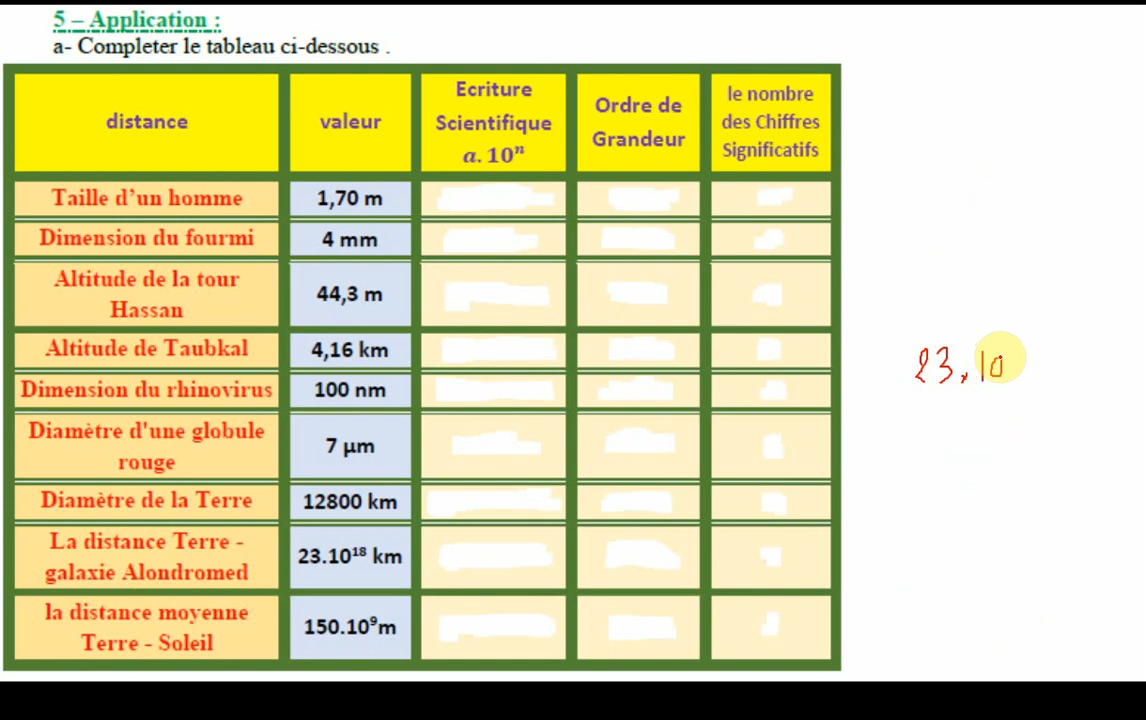 5 – Application :
a- Completer le tableau ci-dessous .
distance
valeur
Ecriture
Scientifique
a. 10ⁿ
Ordre de
Grandeur
le nombre
des Chiffres
Significatifs
Taille d’un homme
1,70 m
Dimension du fourmi
4 mm
Altitude de la tour
Hassan
44,3 m
Altitude de Taubkal
4,16 km
Dimension du rhinovirus
100 nm
Diamètre d'une globule
rouge
7 µm
Diamètre de la Terre
12800 km
La distance Terre -
galaxie Alondromed
23.10¹⁸ km
la distance moyenne
Terre - Soleil
150.10⁹m
23,10